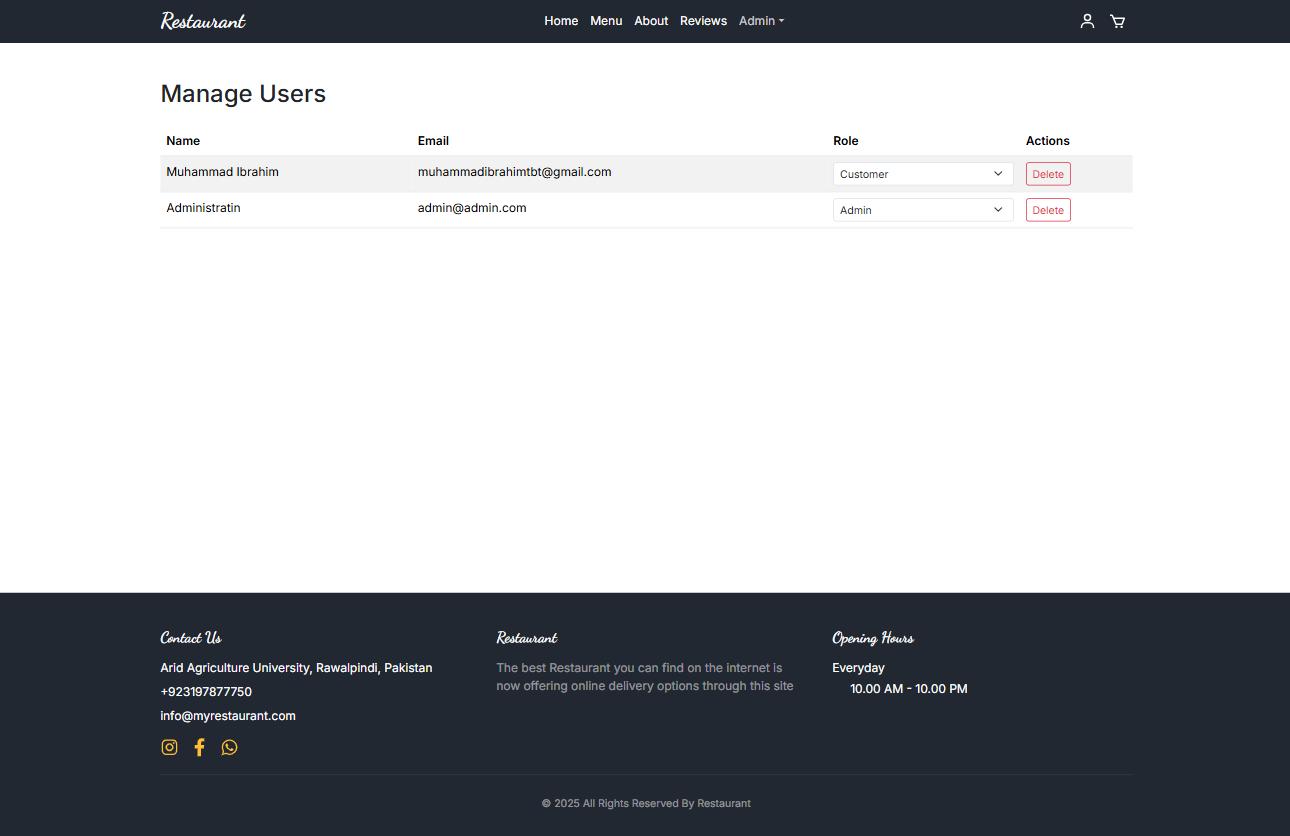 Restaurant Home Menu About Reviews Admin
Manage Users
Name Email Role Actions
Muhammad Ibrahim muhammadibrahimtbt@gmail.com Customer Delete
Administratin admin@admin.com Admin Delete
Contact Us
Arid Agriculture University, Rawalpindi, Pakistan
+923197877750
info@myrestaurant.com
Restaurant
The best Restaurant you can find on the internet is
now offering online delivery options through this site
Opening Hours
Everyday
10.00 AM - 10.00 PM
© 2025 All Rights Reserved By Restaurant